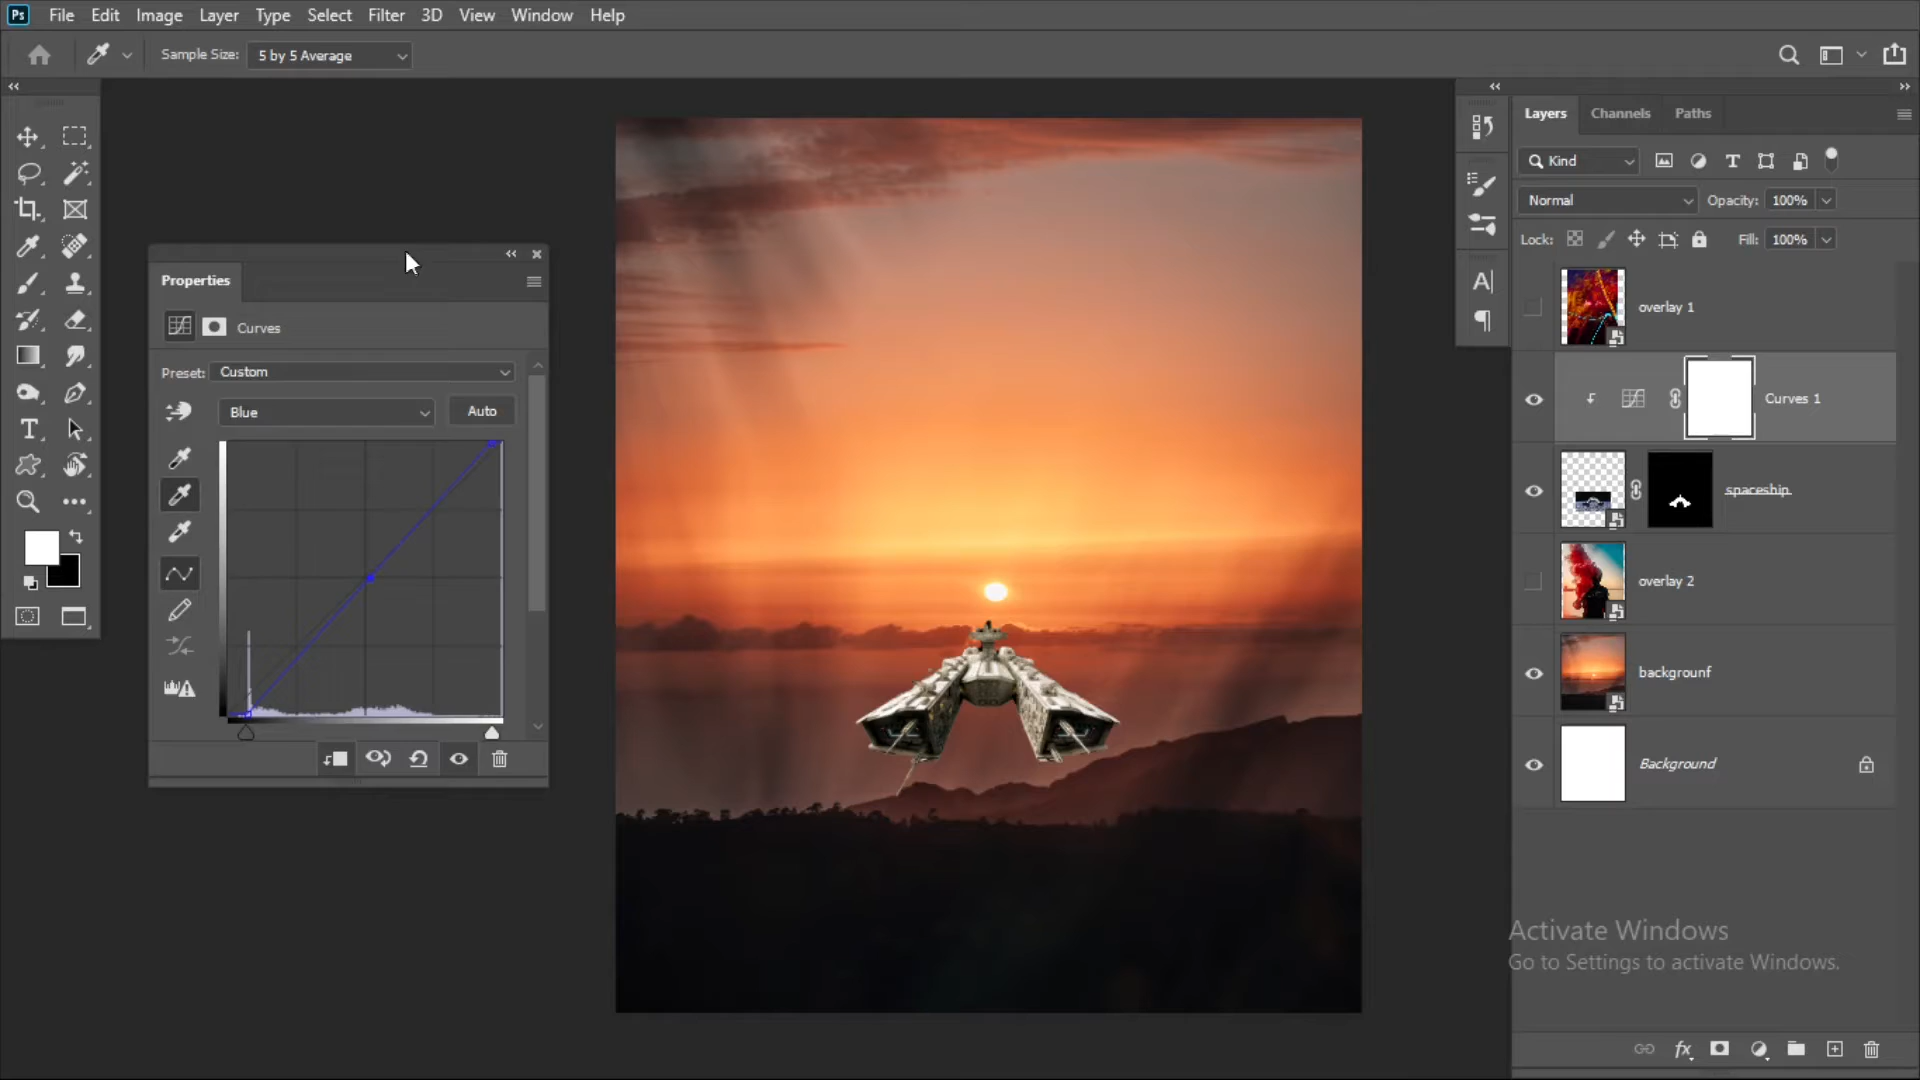 Ps File Edit Image Layer Type Select Filter 3D View Window Help
Sample Size: 5 by 5 Average
Layers Channels Paths
Kind
Normal Opacity: 100%
Lock: Fill: 100%
overlay 1
Curves 1
spaceship
overlay 2
backgrounf
Background
Properties
Curves
Preset: Custom
Blue Auto
Activate Windows
Go to Settings to activate Windows.